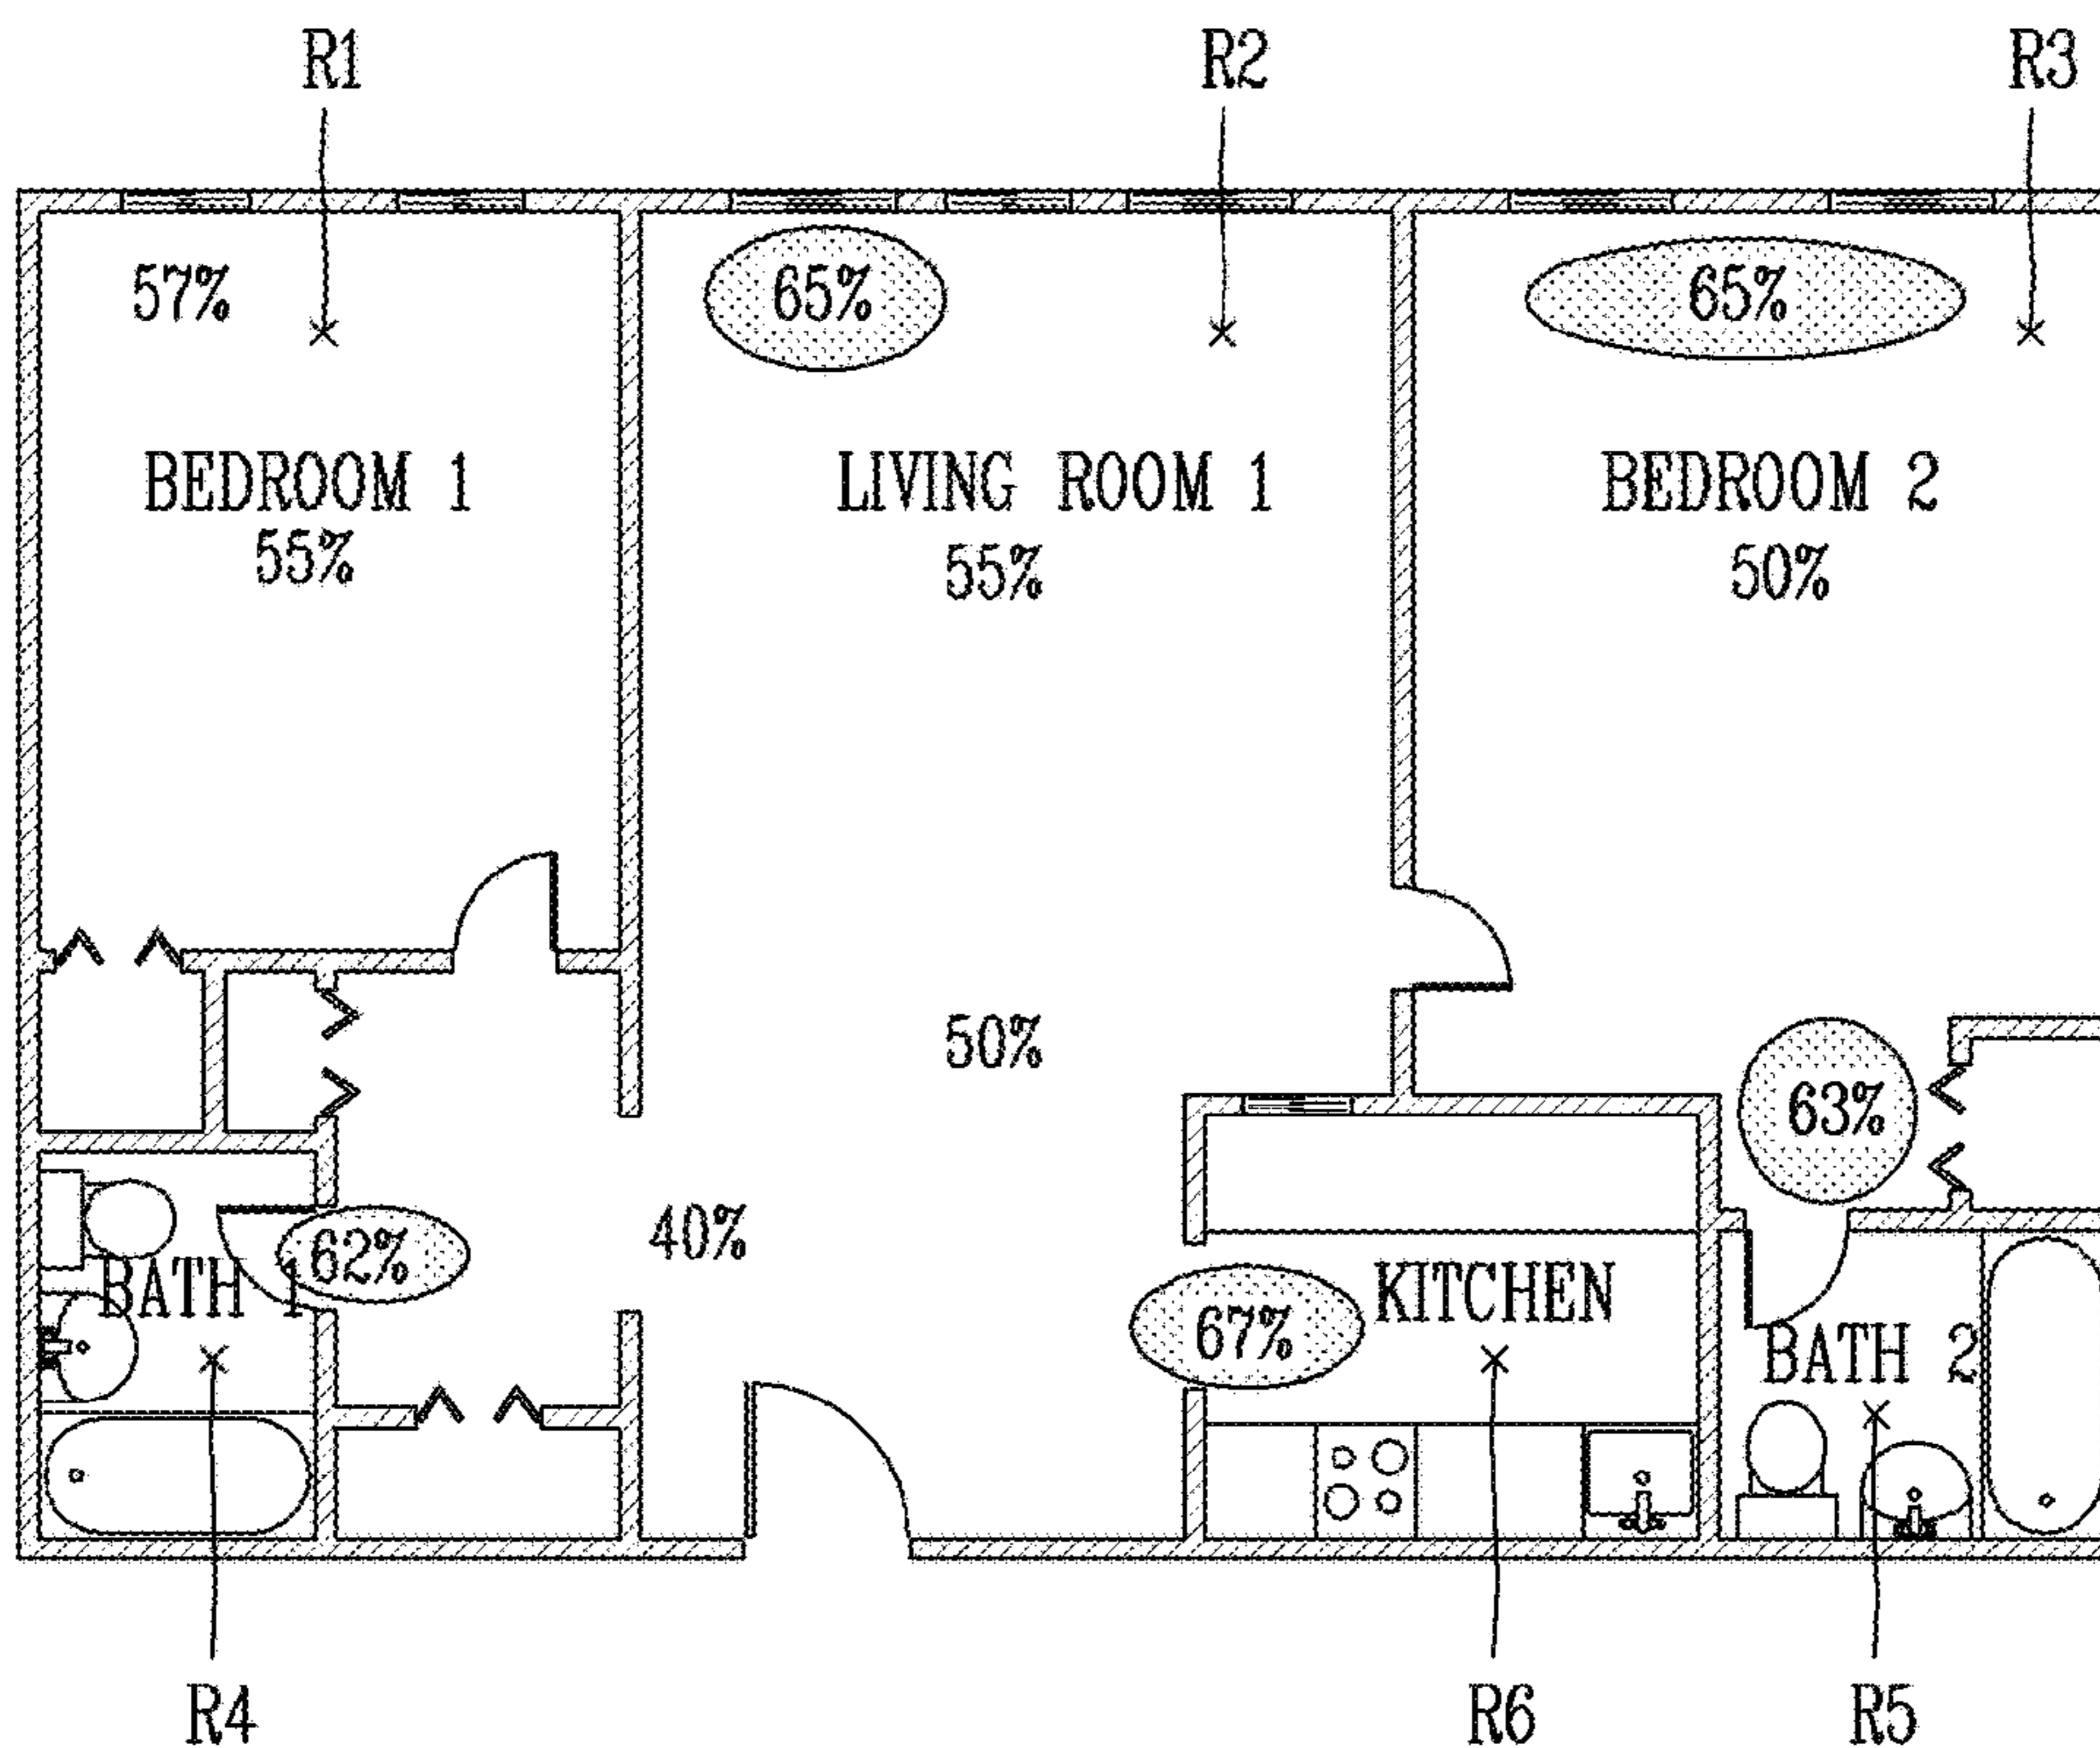 R1 R2 R3
57% 65% 65%
BEDROOM 1 LIVING ROOM 1 BEDROOM 2
55% 55% 50%
50%
63%
62% 40%
BATH 1 KITCHEN
67%
BATH 2
R4 R6 R5